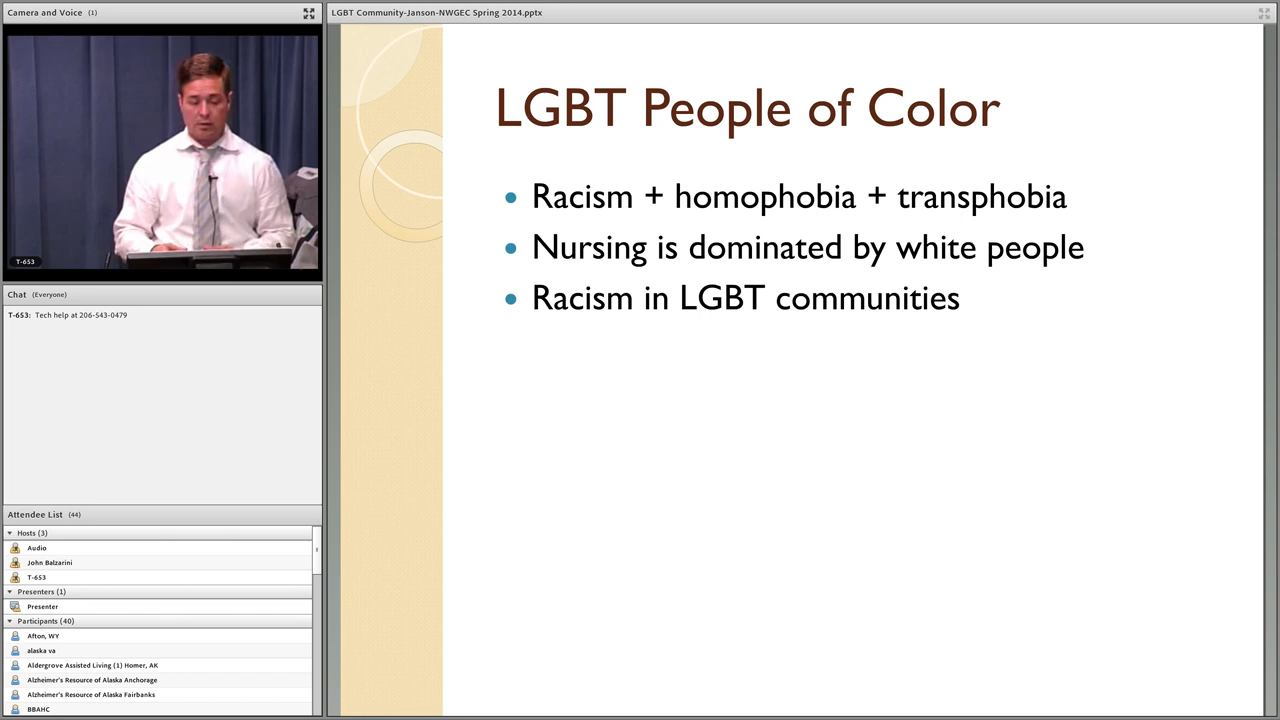 Camera and Voice (1)
T-653
Chat (Everyone)
T-653: Tech help at 206-543-0479
Attendee List (44)
Hosts (3)
Audio
John Balzarini
T-653
Presenters (1)
Presenter
Participants (40)
Afton, WY
alaska va
Aldergrove Assisted Living (1) Homer, AK
Alzheimer's Resource of Alaska Anchorage
Alzheimer's Resource of Alaska Fairbanks
BBAHC
LGBT Community-Janson-NWGEC Spring 2014.pptx
LGBT People of Color
• Racism + homophobia + transphobia
• Nursing is dominated by white people
• Racism in LGBT communities